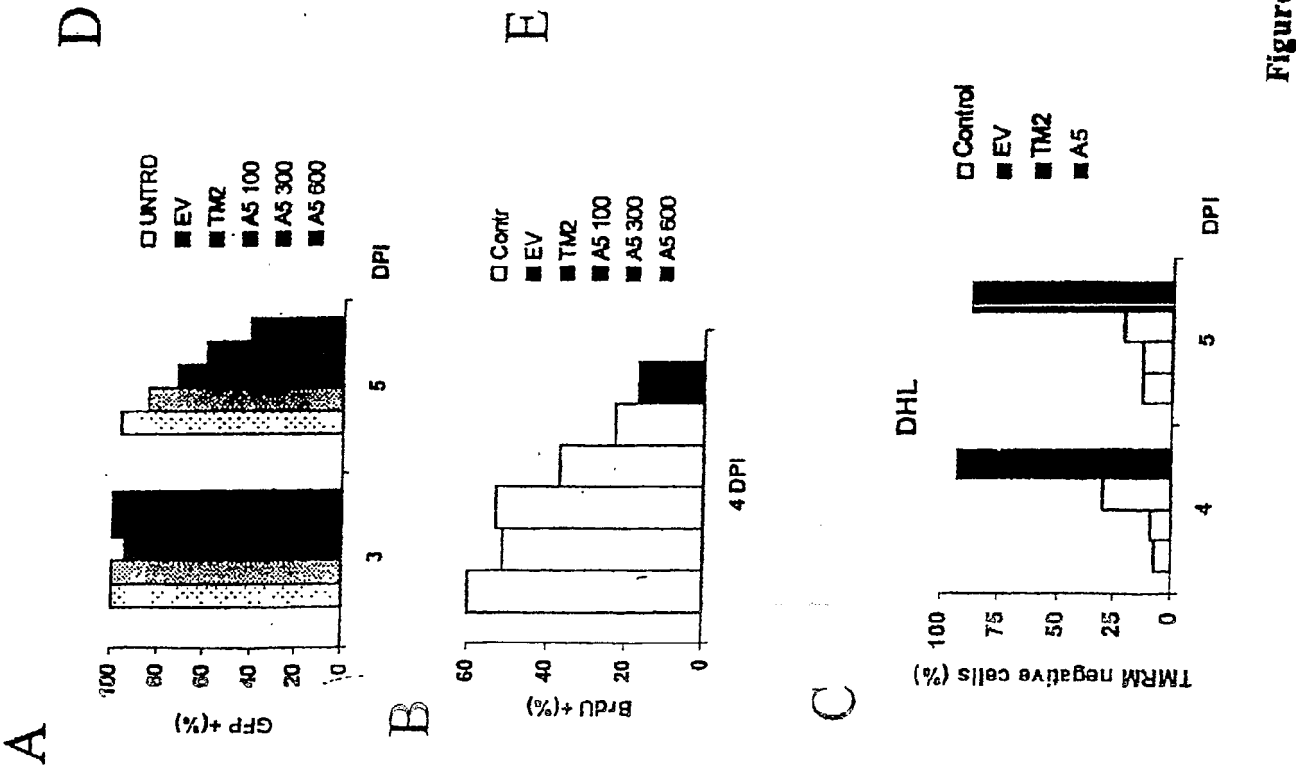 A
GFP +(%)
100
80
60
40
20
0
3
5
DPI
UNTRD
EV
TM2
A5 100
A5 300
A5 600
D
B
BrdU +(%)
60
40
20
0
4 DPI
Contr
EV
TM2
A5 100
A5 300
A5 600
E
C
DHL
TMRM negative cells (%)
100
75
50
25
0
4
5
DPI
Control
EV
TM2
A5
Figure